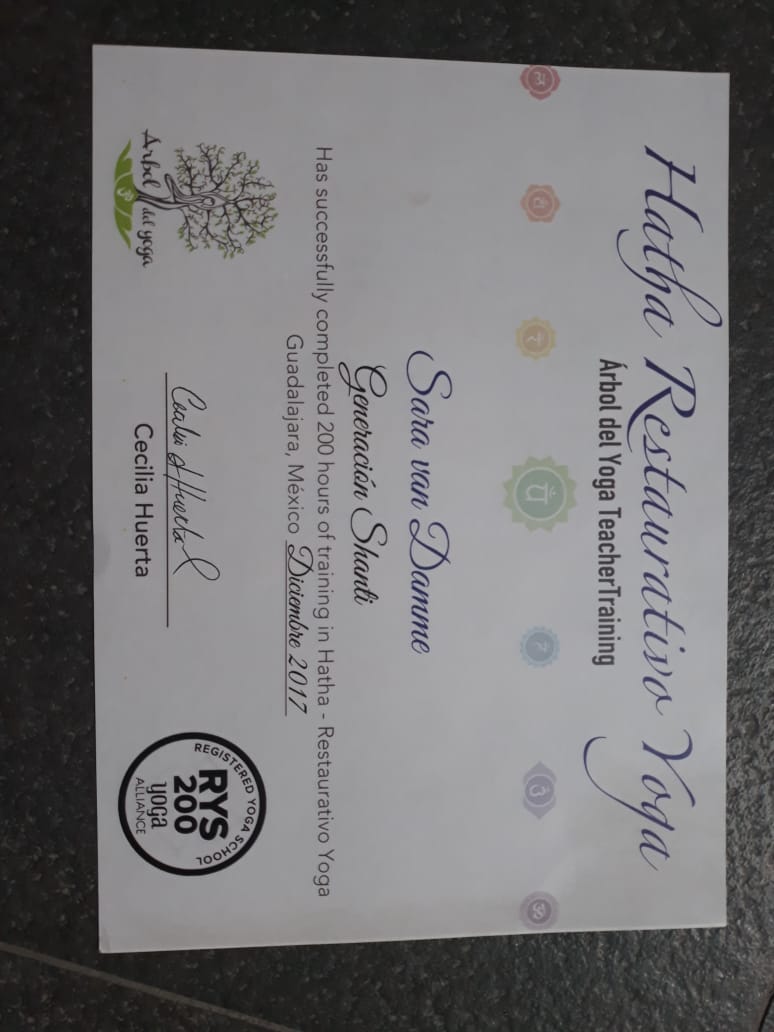 Hatha Restaurativo Yoga
Árbol del Yoga TeacherTraining
Sara van Damme
Generación Shanti
Has successfully completed 200 hours of training in Hatha - Restaurativo Yoga
Guadalajara, México Diciembre 2017
Árbol del yoga
Cecilia Huerta
Cecilia Huerta
REGISTERED YOGA SCHOOL
RYS
200
yoga
ALLIANCE